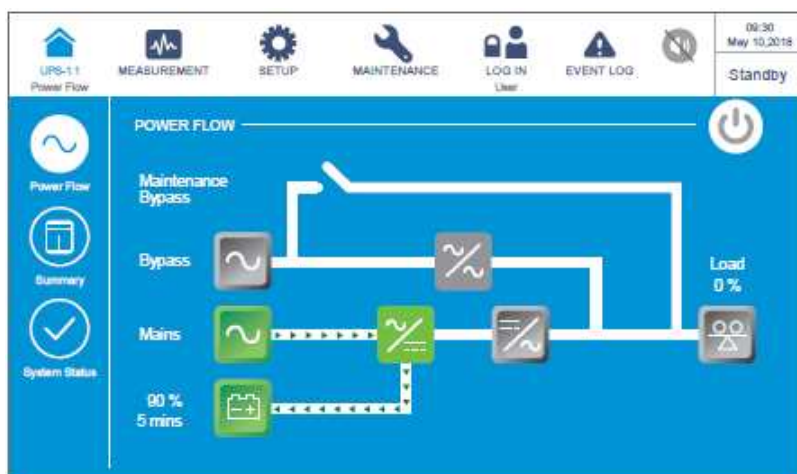 UPS-1.1
Power Flow
MEASUREMENT
SETUP
MAINTENANCE
LOG IN
User
EVENT LOG
09:30
May 10,2018
Standby
Power Flow
Summary
System Status
POWER FLOW
Maintenance
Bypass
Bypass
Load
0 %
Mains
90 %
5 mins